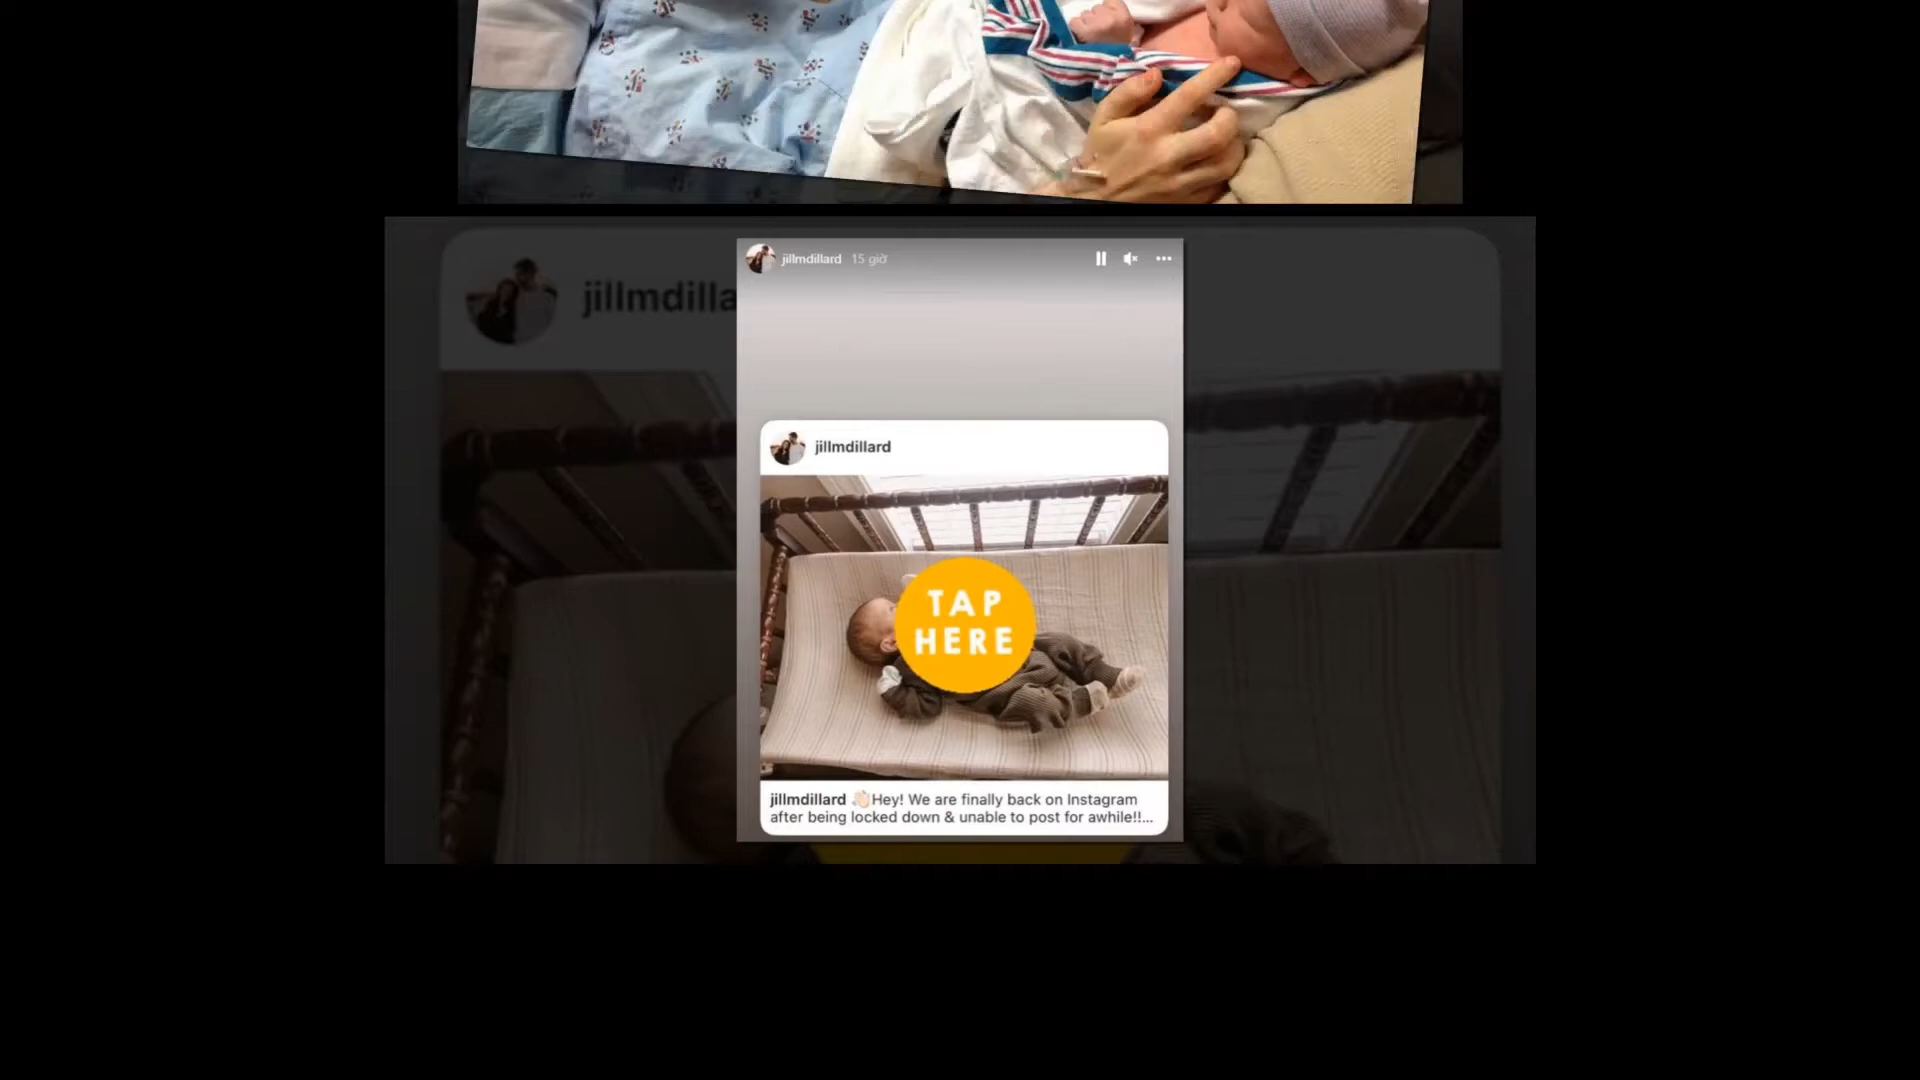 jillmdillard 15 giờ
jillmdilla
jillmdillard
TAP
HERE
jillmdillard 👋🏻Hey! We are finally back on Instagram
after being locked down & unable to post for awhile!!...